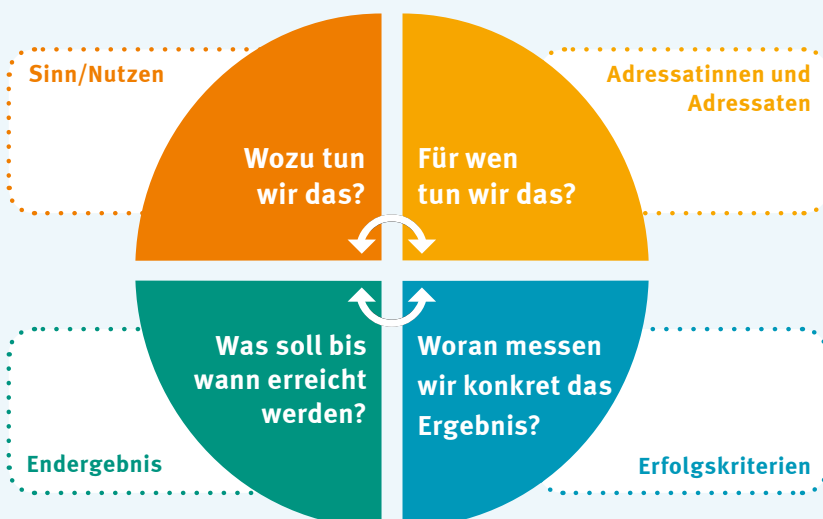 Sinn/Nutzen
Adressatinnen und
Adressaten
Wozu tun
wir das?
Für wen
tun wir das?
Was soll bis
wann erreicht
werden?
Woran messen
wir konkret das
Ergebnis?
Endergebnis
Erfolgskriterien